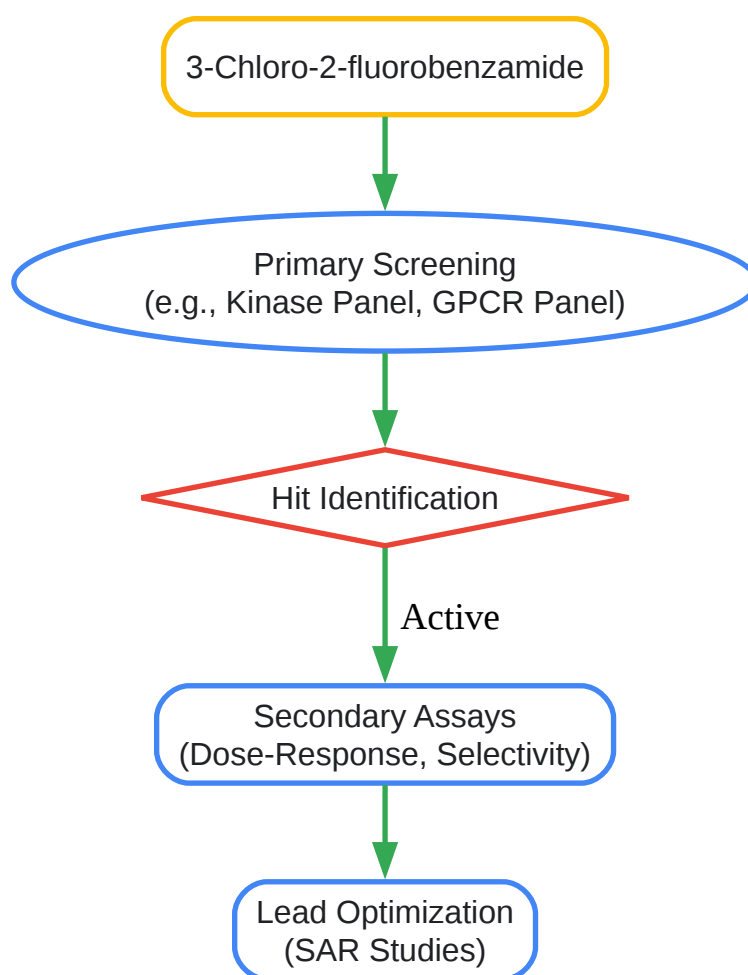 3-Chloro-2-fluorobenzamide
Primary Screening
(e.g., Kinase Panel, GPCR Panel)
Hit Identification
Active
Secondary Assays
(Dose-Response, Selectivity)
Lead Optimization
(SAR Studies)